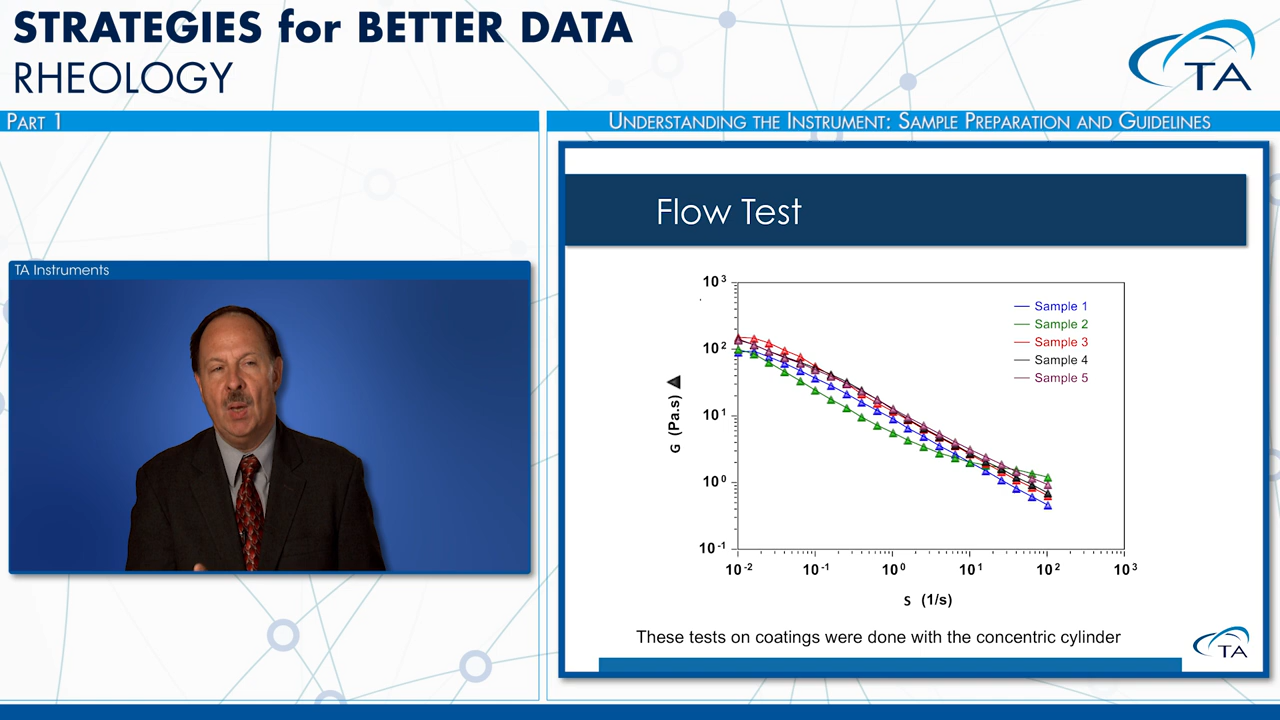 STRATEGIES for BETTER DATA
RHEOLOGY
TA
PART 1
UNDERSTANDING THE INSTRUMENT: SAMPLE PREPARATION AND GUIDELINES
TA Instruments
Flow Test
10³
10²
10¹
10⁰
10⁻¹
G (Pa.s)
Sample 1
Sample 2
Sample 3
Sample 4
Sample 5
10⁻² 10⁻¹ 10⁰ 10¹ 10² 10³
S (1/s)
These tests on coatings were done with the concentric cylinder
TA